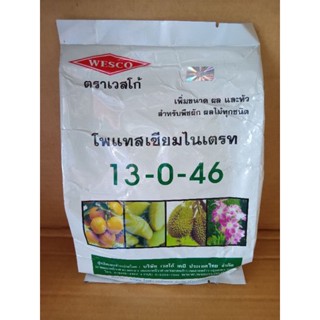 WESCO
ตราเวสโก้
เพิ่มขนาด ผล และหัว
สำหรับพืชผัก ผลไม้ทุกชนิด
โพแทสเซียมไนเตรท
13-0-46